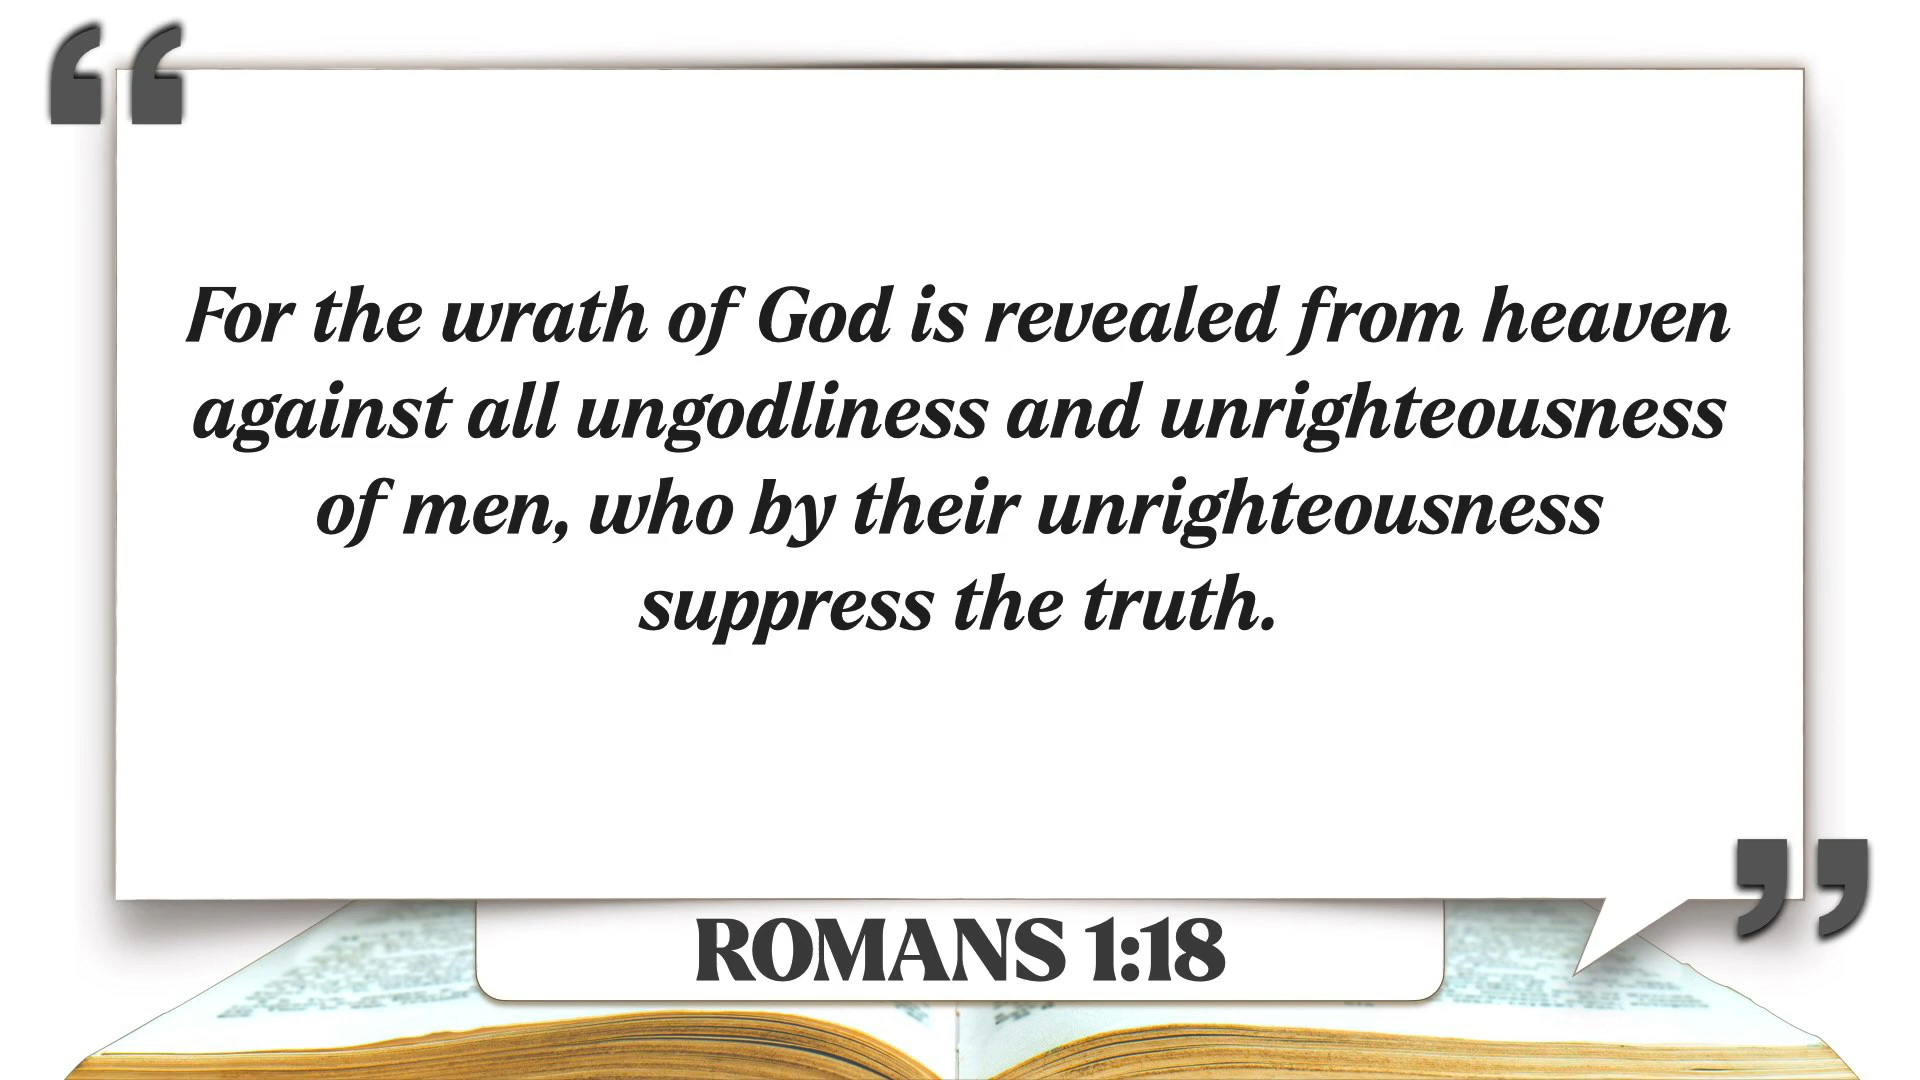 “
For the wrath of God is revealed from heaven
against all ungodliness and unrighteousness
of men, who by their unrighteousness
suppress the truth.
”
ROMANS 1:18